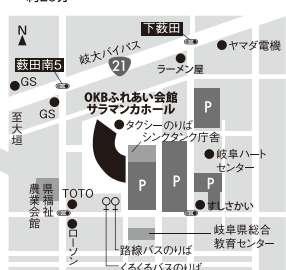 約20分
N
下薮田
岐大バイパス
ヤマダ電機
薮田南5
21
ラーメン屋
GS
OKBふれあい会館
サラマンカホール
P
GS
至大垣
タクシーのりば
シンクタンク庁舎
岐阜ハート
センター
県福祉
農業会館
TOTO
P
P
P
すしさかい
ローソン
岐阜県総合
教育センター
路線バスのりば
くるくるバスのりば